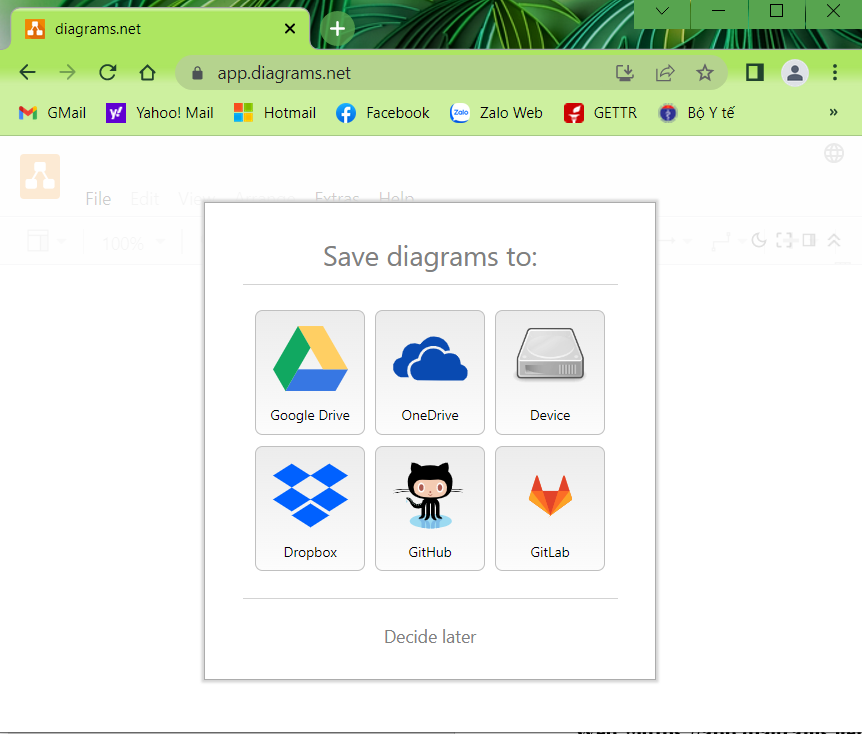 diagrams.net
app.diagrams.net
GMail Yahoo! Mail Hotmail Facebook Zalo Zalo Web GETTR Bộ Y tế »
File Edit View Arrange Extras Help
100%
Save diagrams to:
Google Drive OneDrive Device
Dropbox GitHub GitLab
Decide later